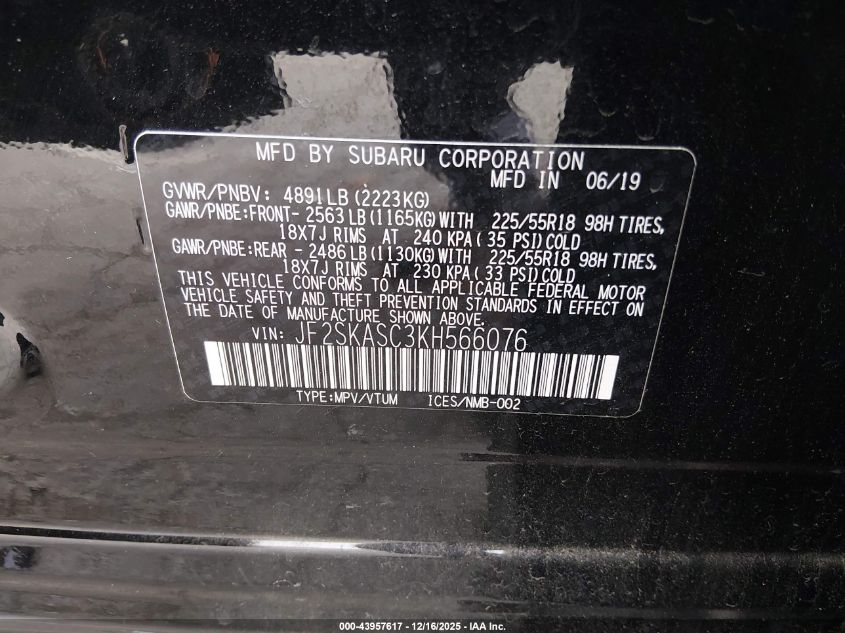 MFD BY SUBARU CORPORATION
MFD IN 06/19
GVWR/PNBV: 4891LB(2223KG)
GAWR/PNBE:FRONT- 2563LB(1165KG)WITH 225/55R18 98H TIRES,
18X7J RIMS AT 240 KPA( 35 PSI)COLD
GAWR/PNBE:REAR - 2486LB(1130KG)WITH 225/55R18 98H TIRES,
18X7J RIMS AT 230 KPA( 33 PSI)COLD
THIS VEHICLE CONFORMS TO ALL APPLICABLE FEDERAL MOTOR
VEHICLE SAFETY AND THEFT PREVENTION STANDARDS IN EFFECT ON
THE DATE OF MANUFACTURE SHOWN ABOVE.
VIN: JF2SKASC3KH566076
TYPE:MPV/VTUM ICES/NMB-002
000-43957617 - 12/16/2025 - IAA Inc.